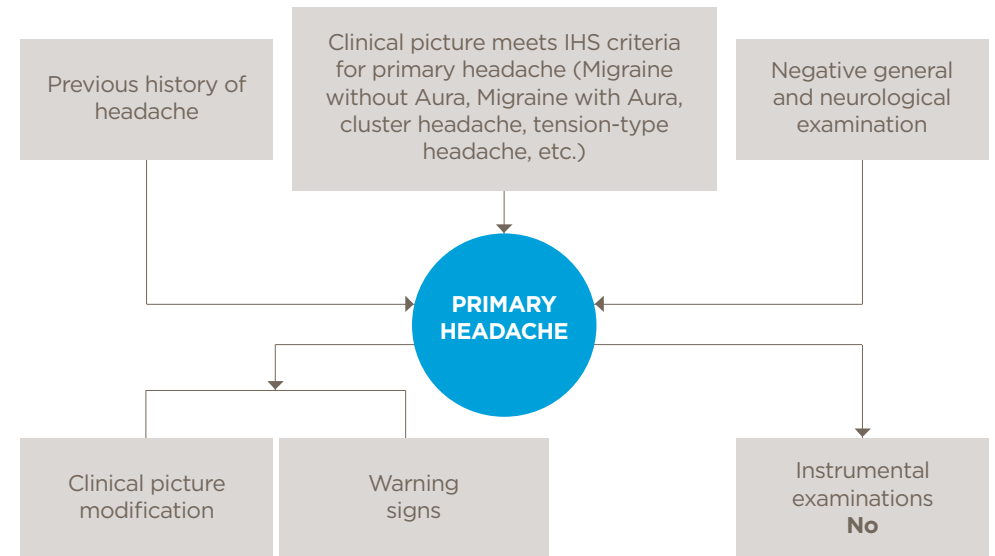 Previous history of
headache
Clinical picture meets IHS criteria
for primary headache (Migraine
without Aura, Migraine with Aura,
cluster headache, tension-type
headache, etc.)
Negative general
and neurological
examination
PRIMARY
HEADACHE
Clinical picture
modification
Warning
signs
Instrumental
examinations
No